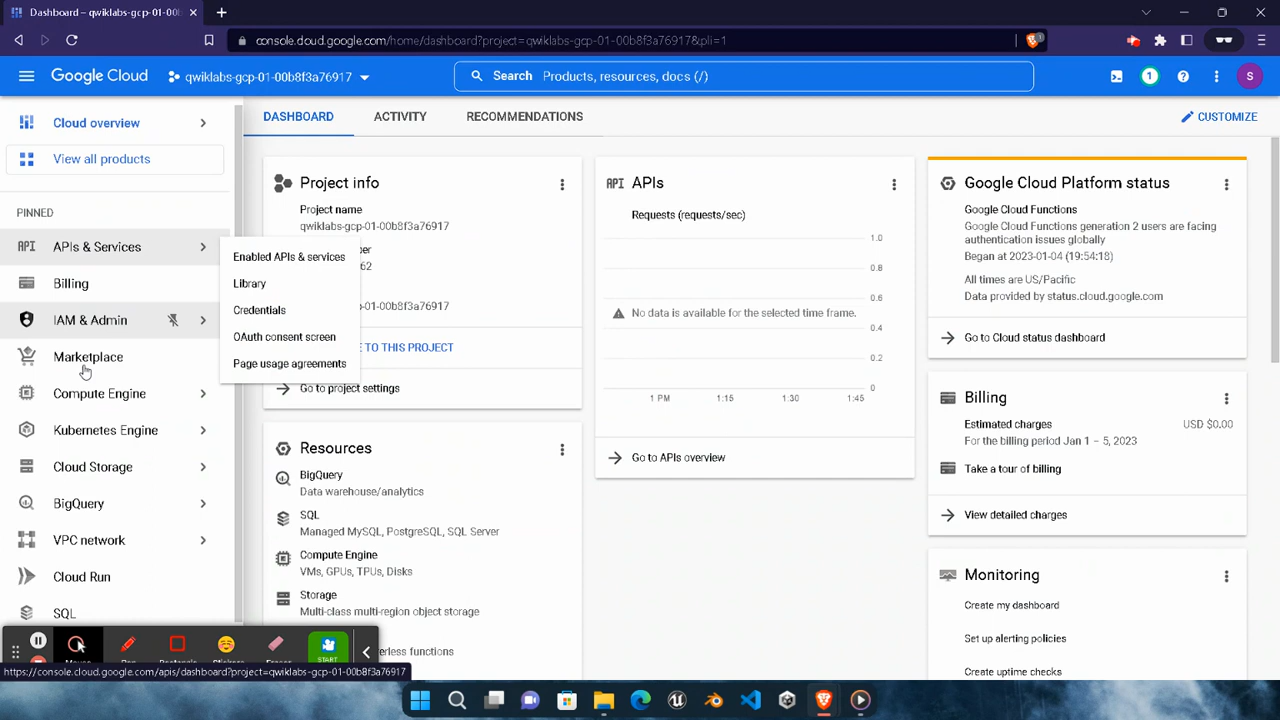 Dashboard – qwiklabs-gcp-01-00b
console.cloud.google.com/home/dashboard?project=qwiklabs-gcp-01-00b8f3a76917&pli=1
1
Google Cloud
qwiklabs-gcp-01-00b8f3a76917
Search Products, resources, docs (/)
1
S
Cloud overview
View all products
PINNED
API APIs & Services
Billing
IAM & Admin
Marketplace
Compute Engine
Kubernetes Engine
Cloud Storage
BigQuery
VPC network
Cloud Run
SQL
Enabled APIs & services
Library
Credentials
OAuth consent screen
Page usage agreements
DASHBOARD
ACTIVITY
RECOMMENDATIONS
CUSTOMIZE
Project info
Project name
qwiklabs-gcp-01-00b8f3a76917
62
-01-00b8f3a76917
TO THIS PROJECT
Go to project settings
Resources
BigQuery
Data warehouse/analytics
SQL
Managed MySQL, PostgreSQL, SQL Server
Compute Engine
VMs, GPUs, TPUs, Disks
Storage
Multi-class multi-region object storage
functions
API APIs
Requests (requests/sec)
1.0
0.8
0.6
No data is available for the selected time frame.
0.4
0.2
0
1 PM 1:15 1:30 1:45
Go to APIs overview
Google Cloud Platform status
Google Cloud Functions
Google Cloud Functions generation 2 users are facing
authentication issues globally
Began at 2023-01-04 (19:54:18)
All times are US/Pacific
Data provided by status.cloud.google.com
Go to Cloud status dashboard
Billing
Estimated charges USD $0.00
For the billing period Jan 1 – 5, 2023
Take a tour of billing
View detailed charges
Monitoring
Create my dashboard
Set up alerting policies
Create uptime checks
START
https://console.cloud.google.com/apis/dashboard?project=qwiklabs-gcp-01-00b8f3a76917